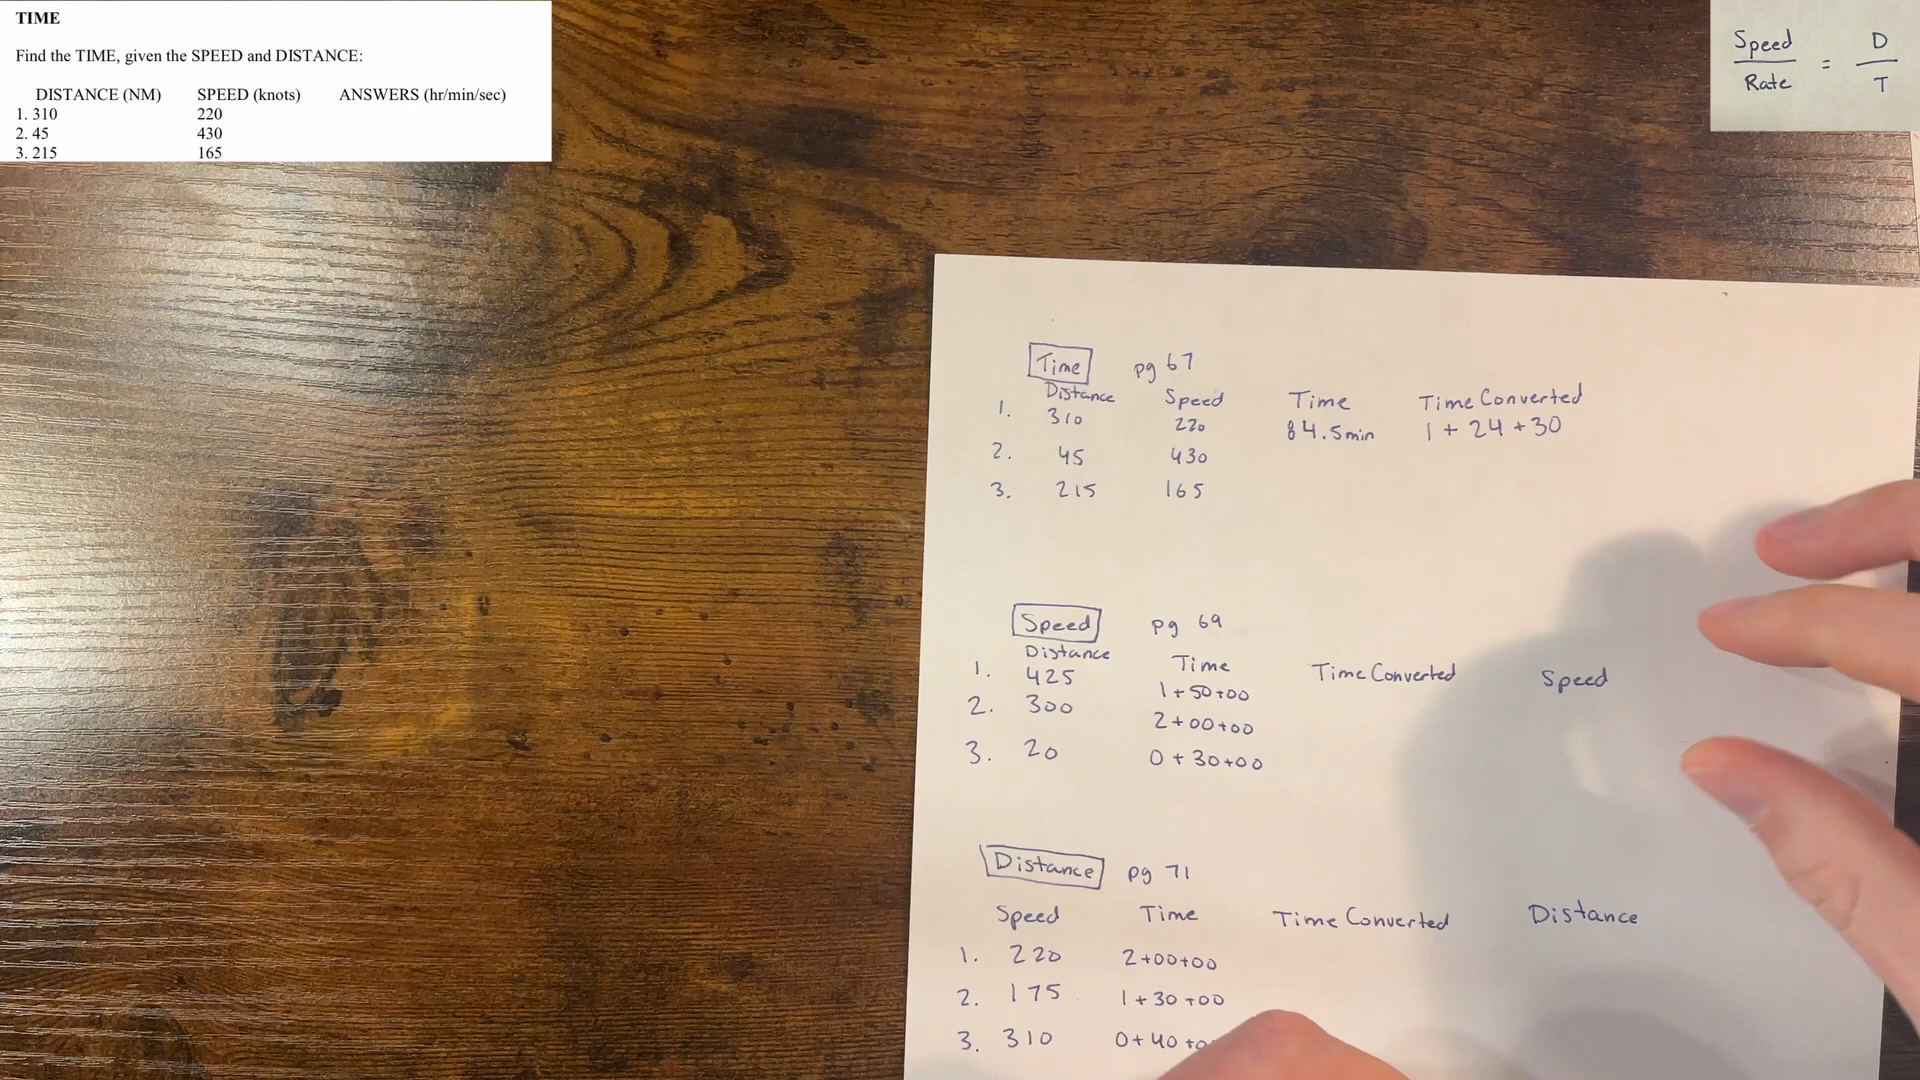 TIME
Find the TIME, given the SPEED and DISTANCE:
DISTANCE (NM) SPEED (knots) ANSWERS (hr/min/sec)
1. 310 220
2. 45 430
3. 215 165
Speed D
= 
Rate T
Time pg 67
Distance Speed Time Time Converted
1. 310 220 84.5min 1 + 24 + 30
2. 45 430
3. 215 165
Speed pg 69
Distance Time Time Converted Speed
1. 425 1+50+00
2. 300 2+00+00
3. 20 0+30+00
Distance pg 71
Speed Time Time Converted Distance
1. 220 2+00+00
2. 175 1+30+00
3. 310 0+40+0